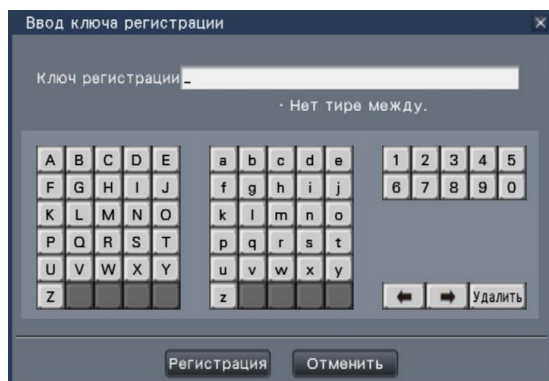 Ввод ключа регистрации
Ключ регистрации
· Нет тире между.
A B C D E a b c d e 1 2 3 4 5
F G H I J f g h i j 6 7 8 9 0
K L M N O k l m n o
P Q R S T p q r s t
U V W X Y u v w x y
Z z Удалить
Регистрация Отменить